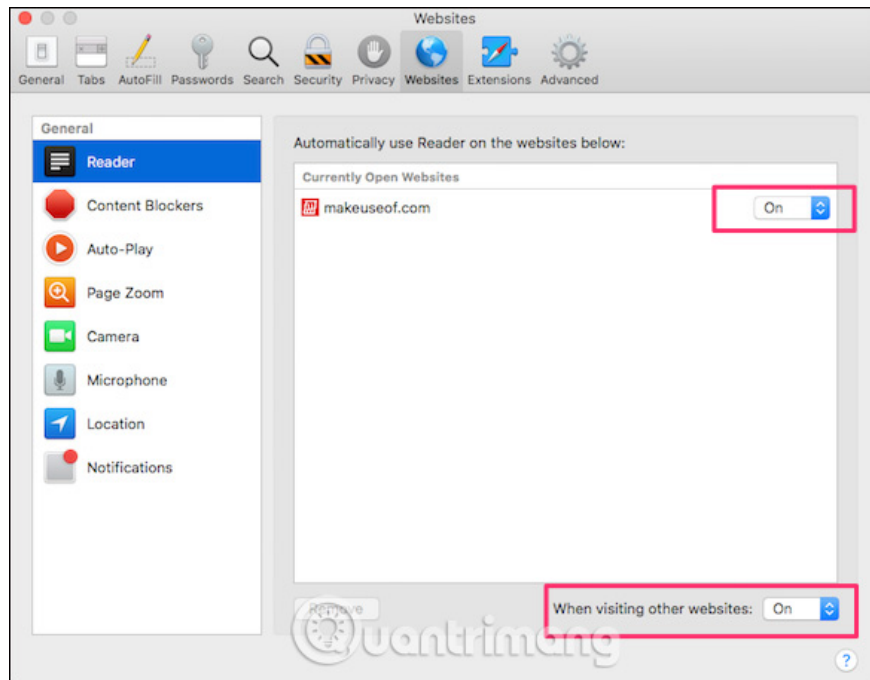 Websites
General Tabs AutoFill Passwords Search Security Privacy Websites Extensions Advanced
General
Reader
Content Blockers
Auto-Play
Page Zoom
Camera
Microphone
Location
Notifications
Automatically use Reader on the websites below:
Currently Open Websites
makeuseof.com On
Remove
When visiting other websites: On
Quantrimang
?